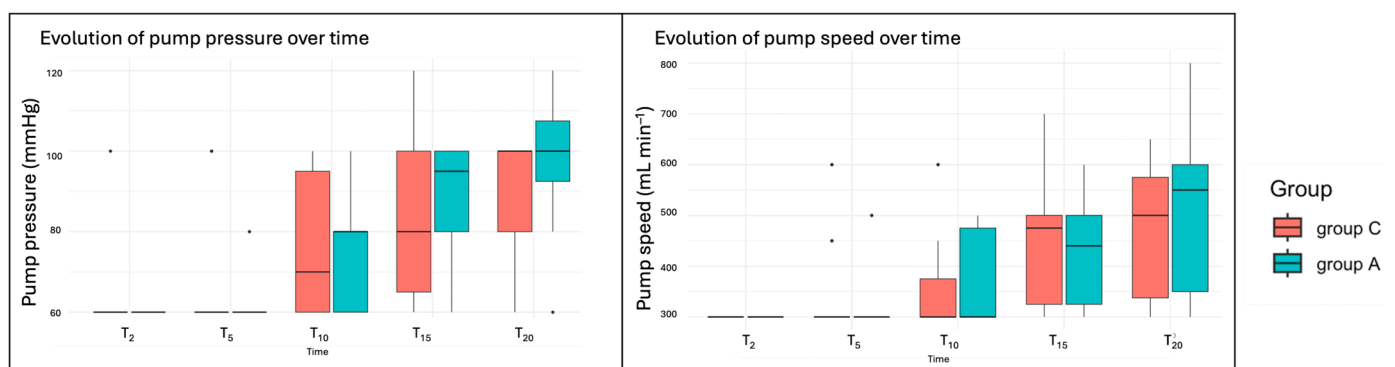 Evolution of pump pressure over time
Pump pressure (mmHg)
120
100
80
60
T₂ T₅ T₁₀ T₁₅ T₂₀
Time
Evolution of pump speed over time
Pump speed (mL min⁻¹)
800
700
600
500
400
300
T₂ T₅ T₁₀ T₁₅ T₂₀
Time
Group
group C
group A